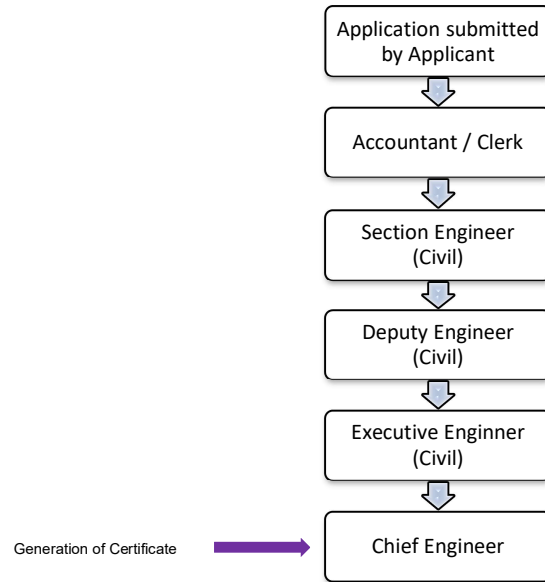 Application submitted
by Applicant
Accountant / Clerk
Section Engineer
(Civil)
Deputy Engineer
(Civil)
Executive Enginner
(Civil)
Generation of Certificate
Chief Engineer